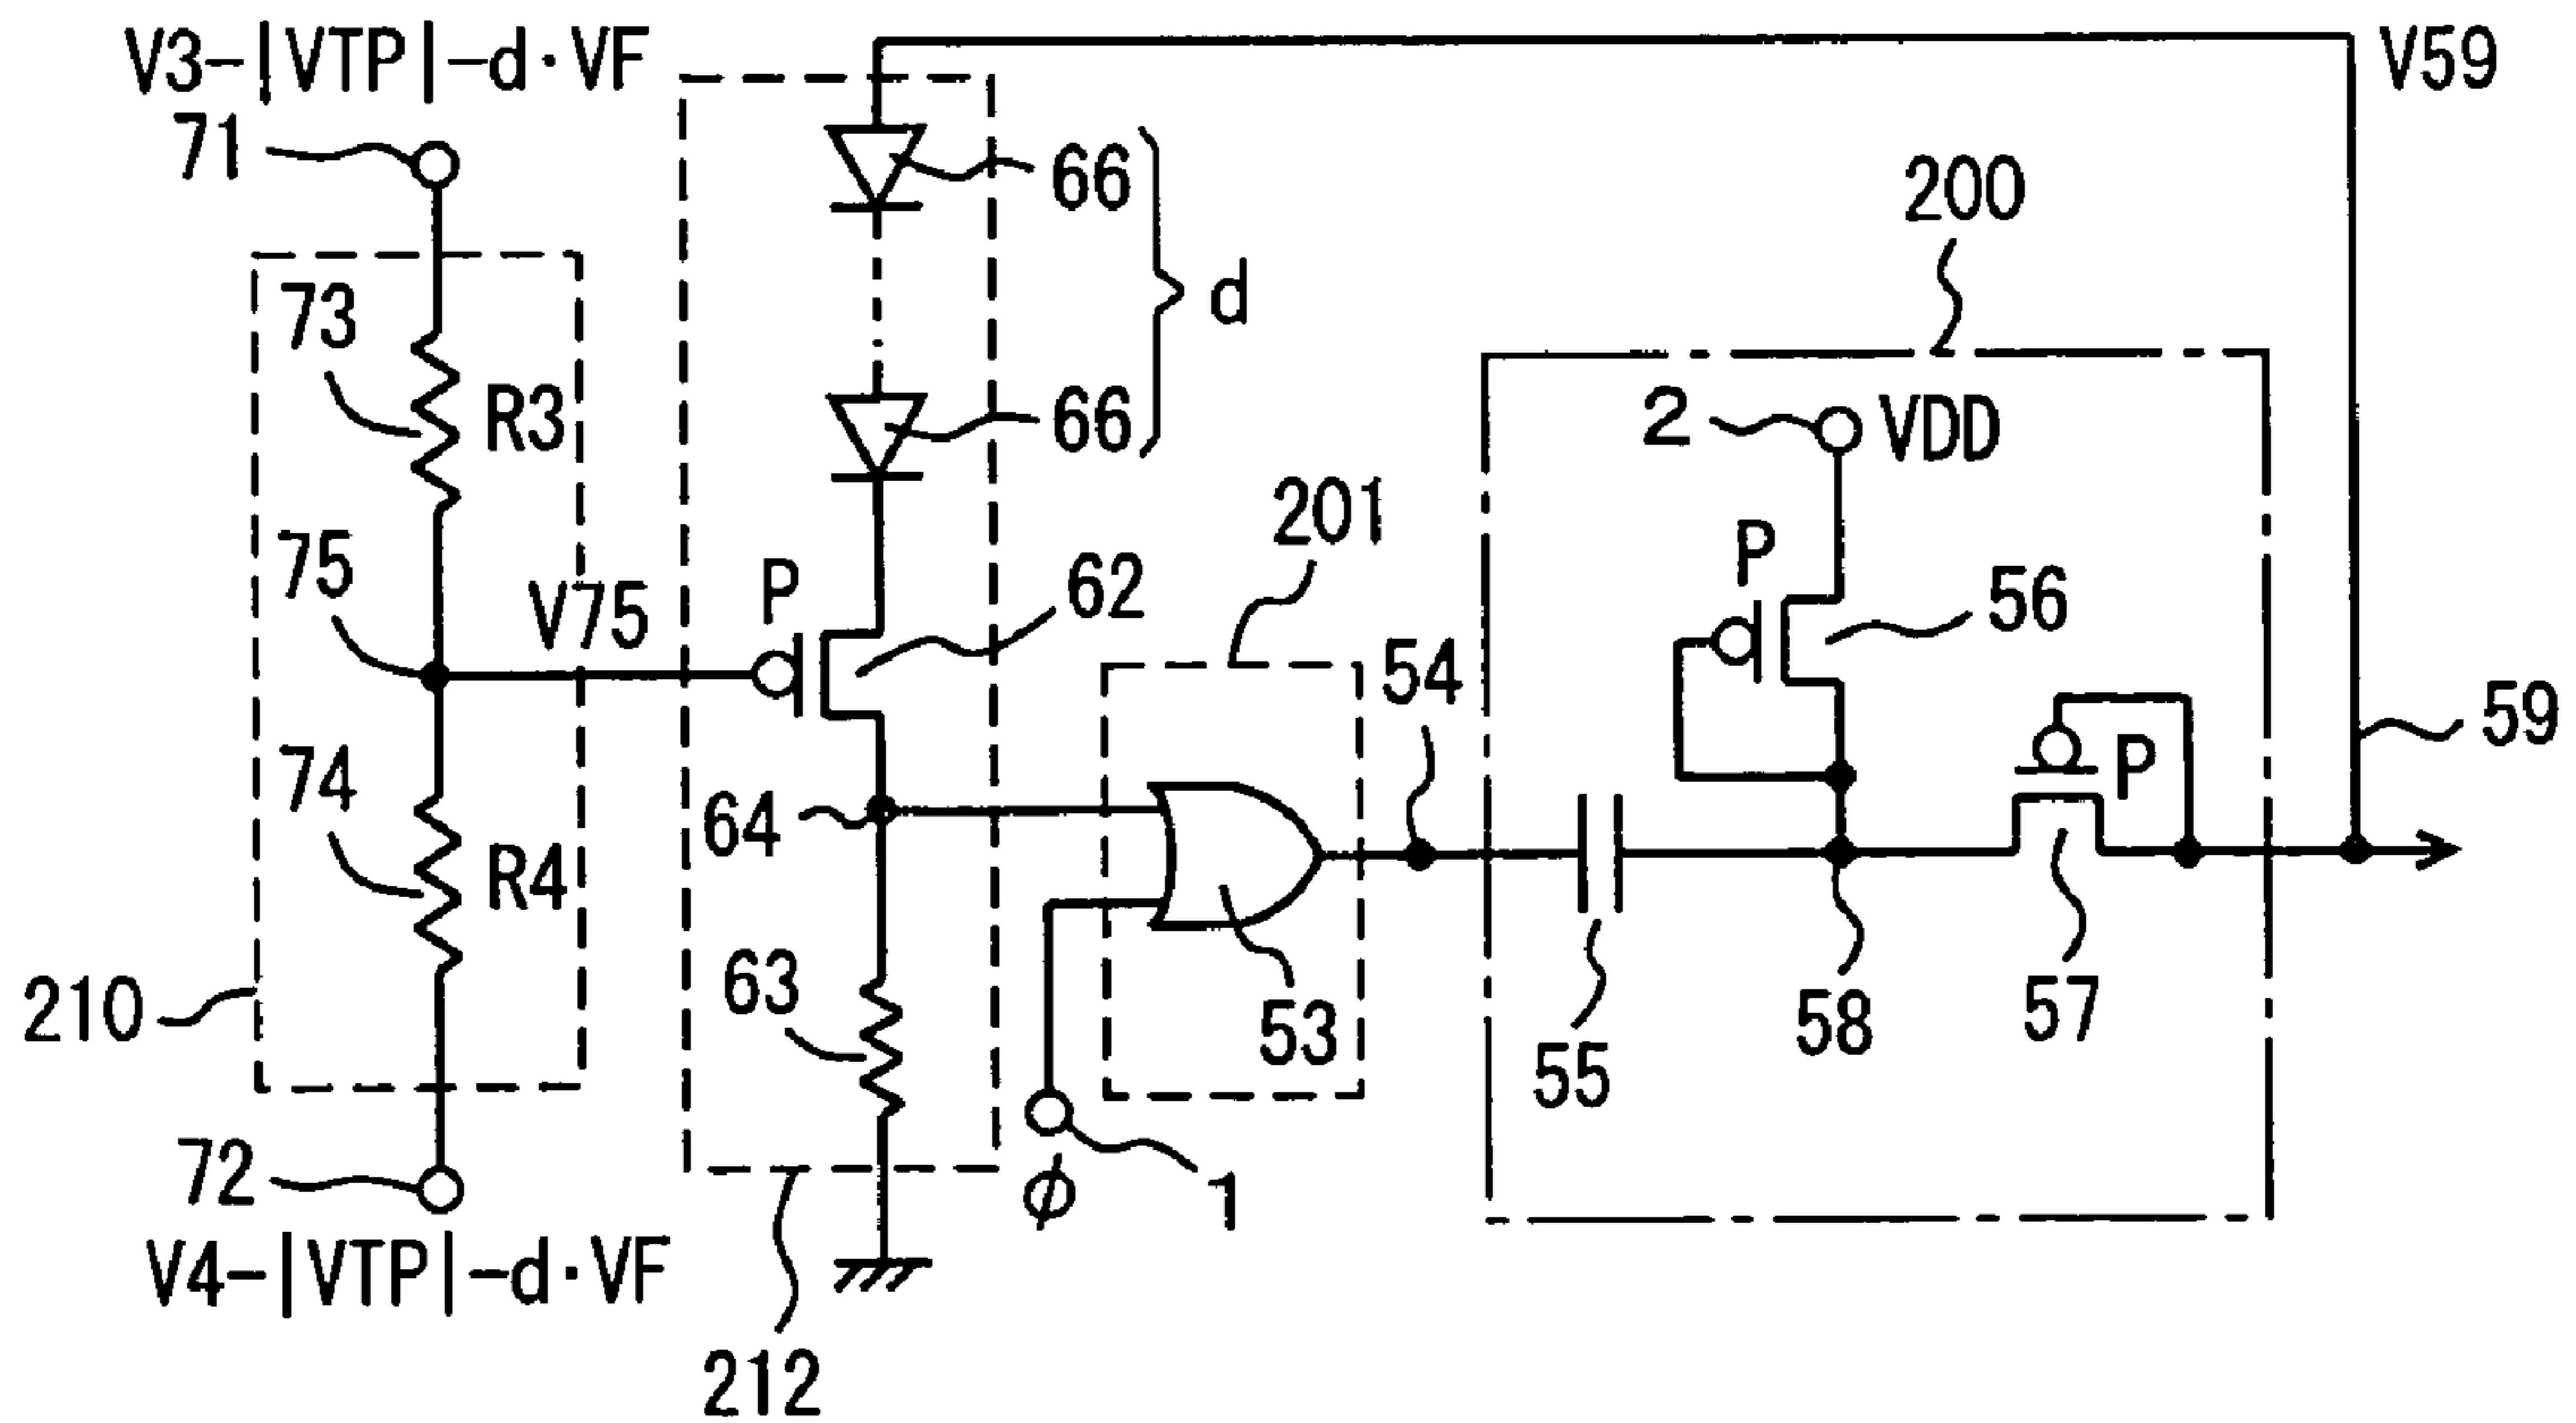 V3-|VTP|-d·VF
V59
71
66
200
d
73
R3
66
2
VDD
201
P
75
V75
P
62
56
54
59
P
74
R4
64
63
53
55
58
57
210
1
φ
72
V4-|VTP|-d·VF
212